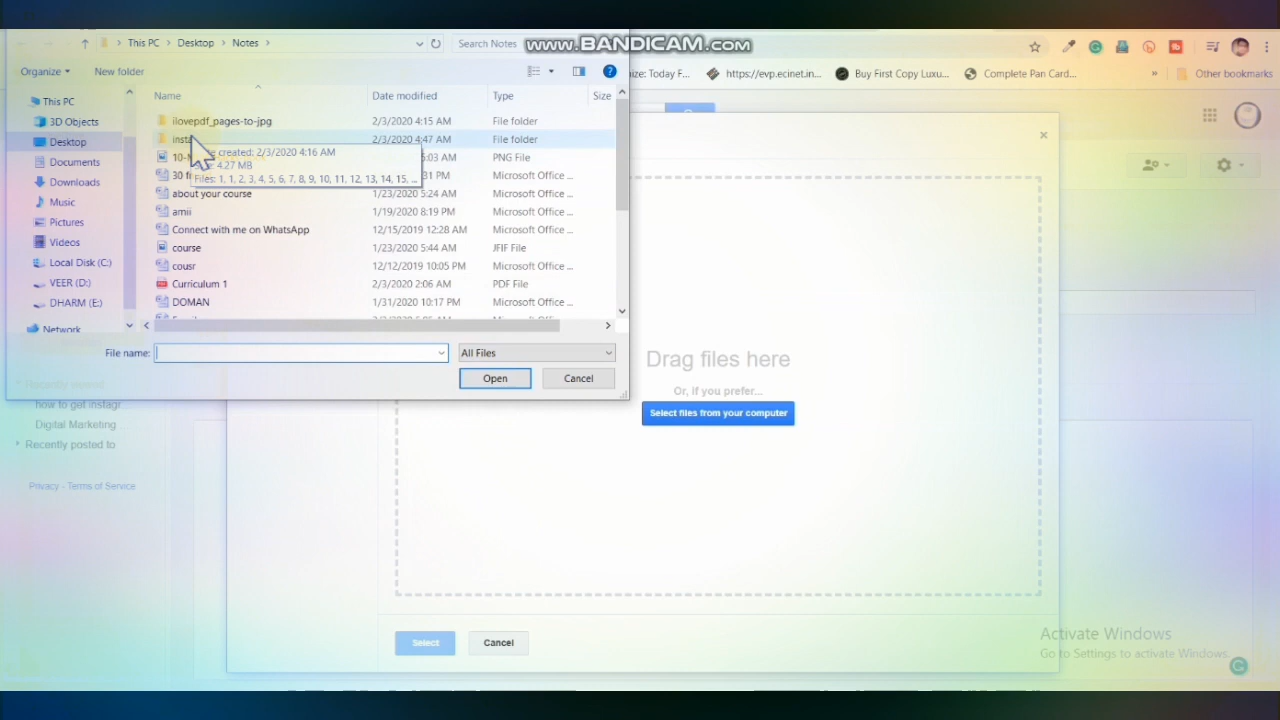 This PC > Desktop > Notes >
Search Notes
www.BANDICAM.com
Organize
New folder
ize: Today F...
https://evp.ecinet.in...
Buy First Copy Luxu...
Complete Pan Card...
»
Other bookmarks
Name
Date modified
Type
Size
This PC
3D Objects
Desktop
Documents
Downloads
Music
Pictures
Videos
Local Disk (C:)
VEER (D:)
DHARM (E:)
Network
ilovepdf_pages-to-jpg
2/3/2020 4:15 AM
File folder
insta
2/3/2020 4:47 AM
File folder
created: 2/3/2020 4:16 AM
4.27 MB
Files: 1, 1, 2, 3, 4, 5, 6, 7, 8, 9, 10, 11, 12, 13, 14, 15, ...
5:03 AM
PNG File
Microsoft Office ...
about your course
1/23/2020 5:24 AM
Microsoft Office ...
amii
1/19/2020 8:19 PM
Microsoft Office ...
Connect with me on WhatsApp
12/15/2019 12:28 AM
Microsoft Office ...
course
1/23/2020 5:44 AM
JFIF File
cousr
12/12/2019 10:05 PM
Microsoft Office ...
Curriculum 1
2/3/2020 2:06 AM
PDF File
DOMAN
1/31/2020 10:17 PM
Microsoft Office ...
File name:
All Files
Open
Cancel
Recently viewed
how to get instagr...
Digital Marketing
Recently posted to
Privacy - Terms of Service
Drag files here
Or, if you prefer...
Select files from your computer
Select
Cancel
Activate Windows
Go to Settings to activate Windows.